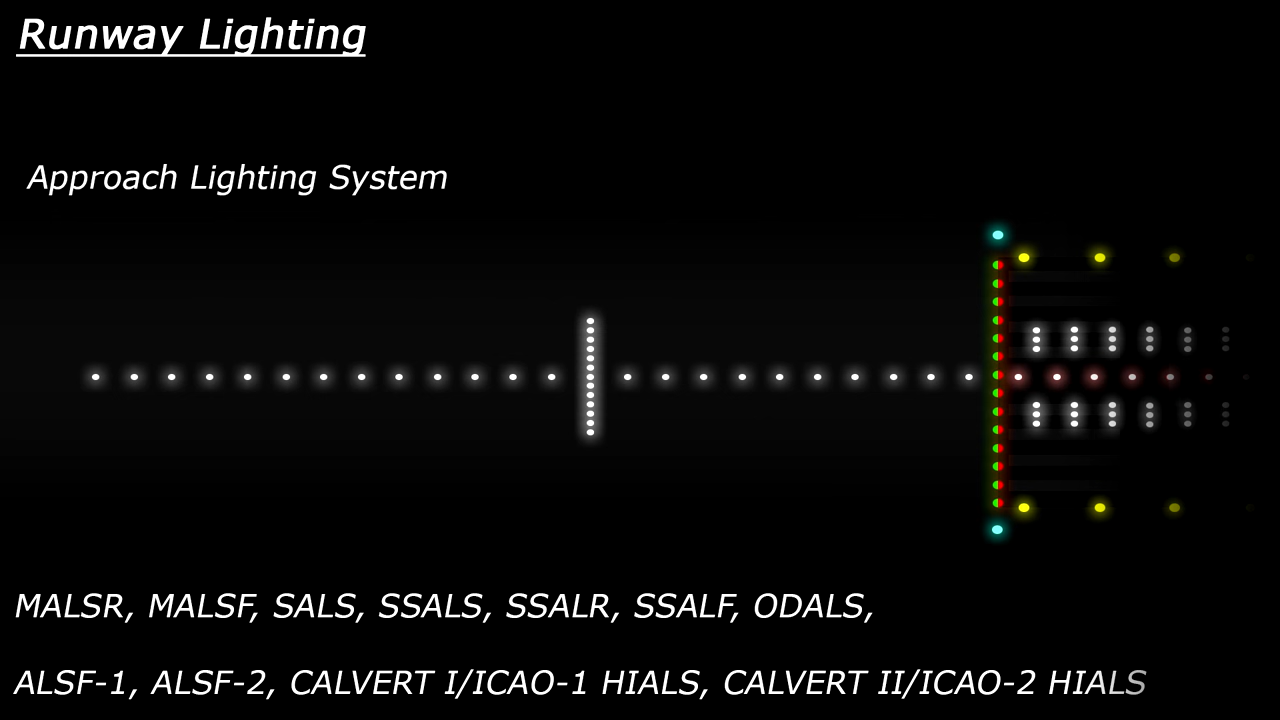 Runway Lighting
Approach Lighting System
MALSR, MALSF, SALS, SSALS, SSALR, SSALF, ODALS,
ALSF-1, ALSF-2, CALVERT I/ICAO-1 HIALS, CALVERT II/ICAO-2 HIALS